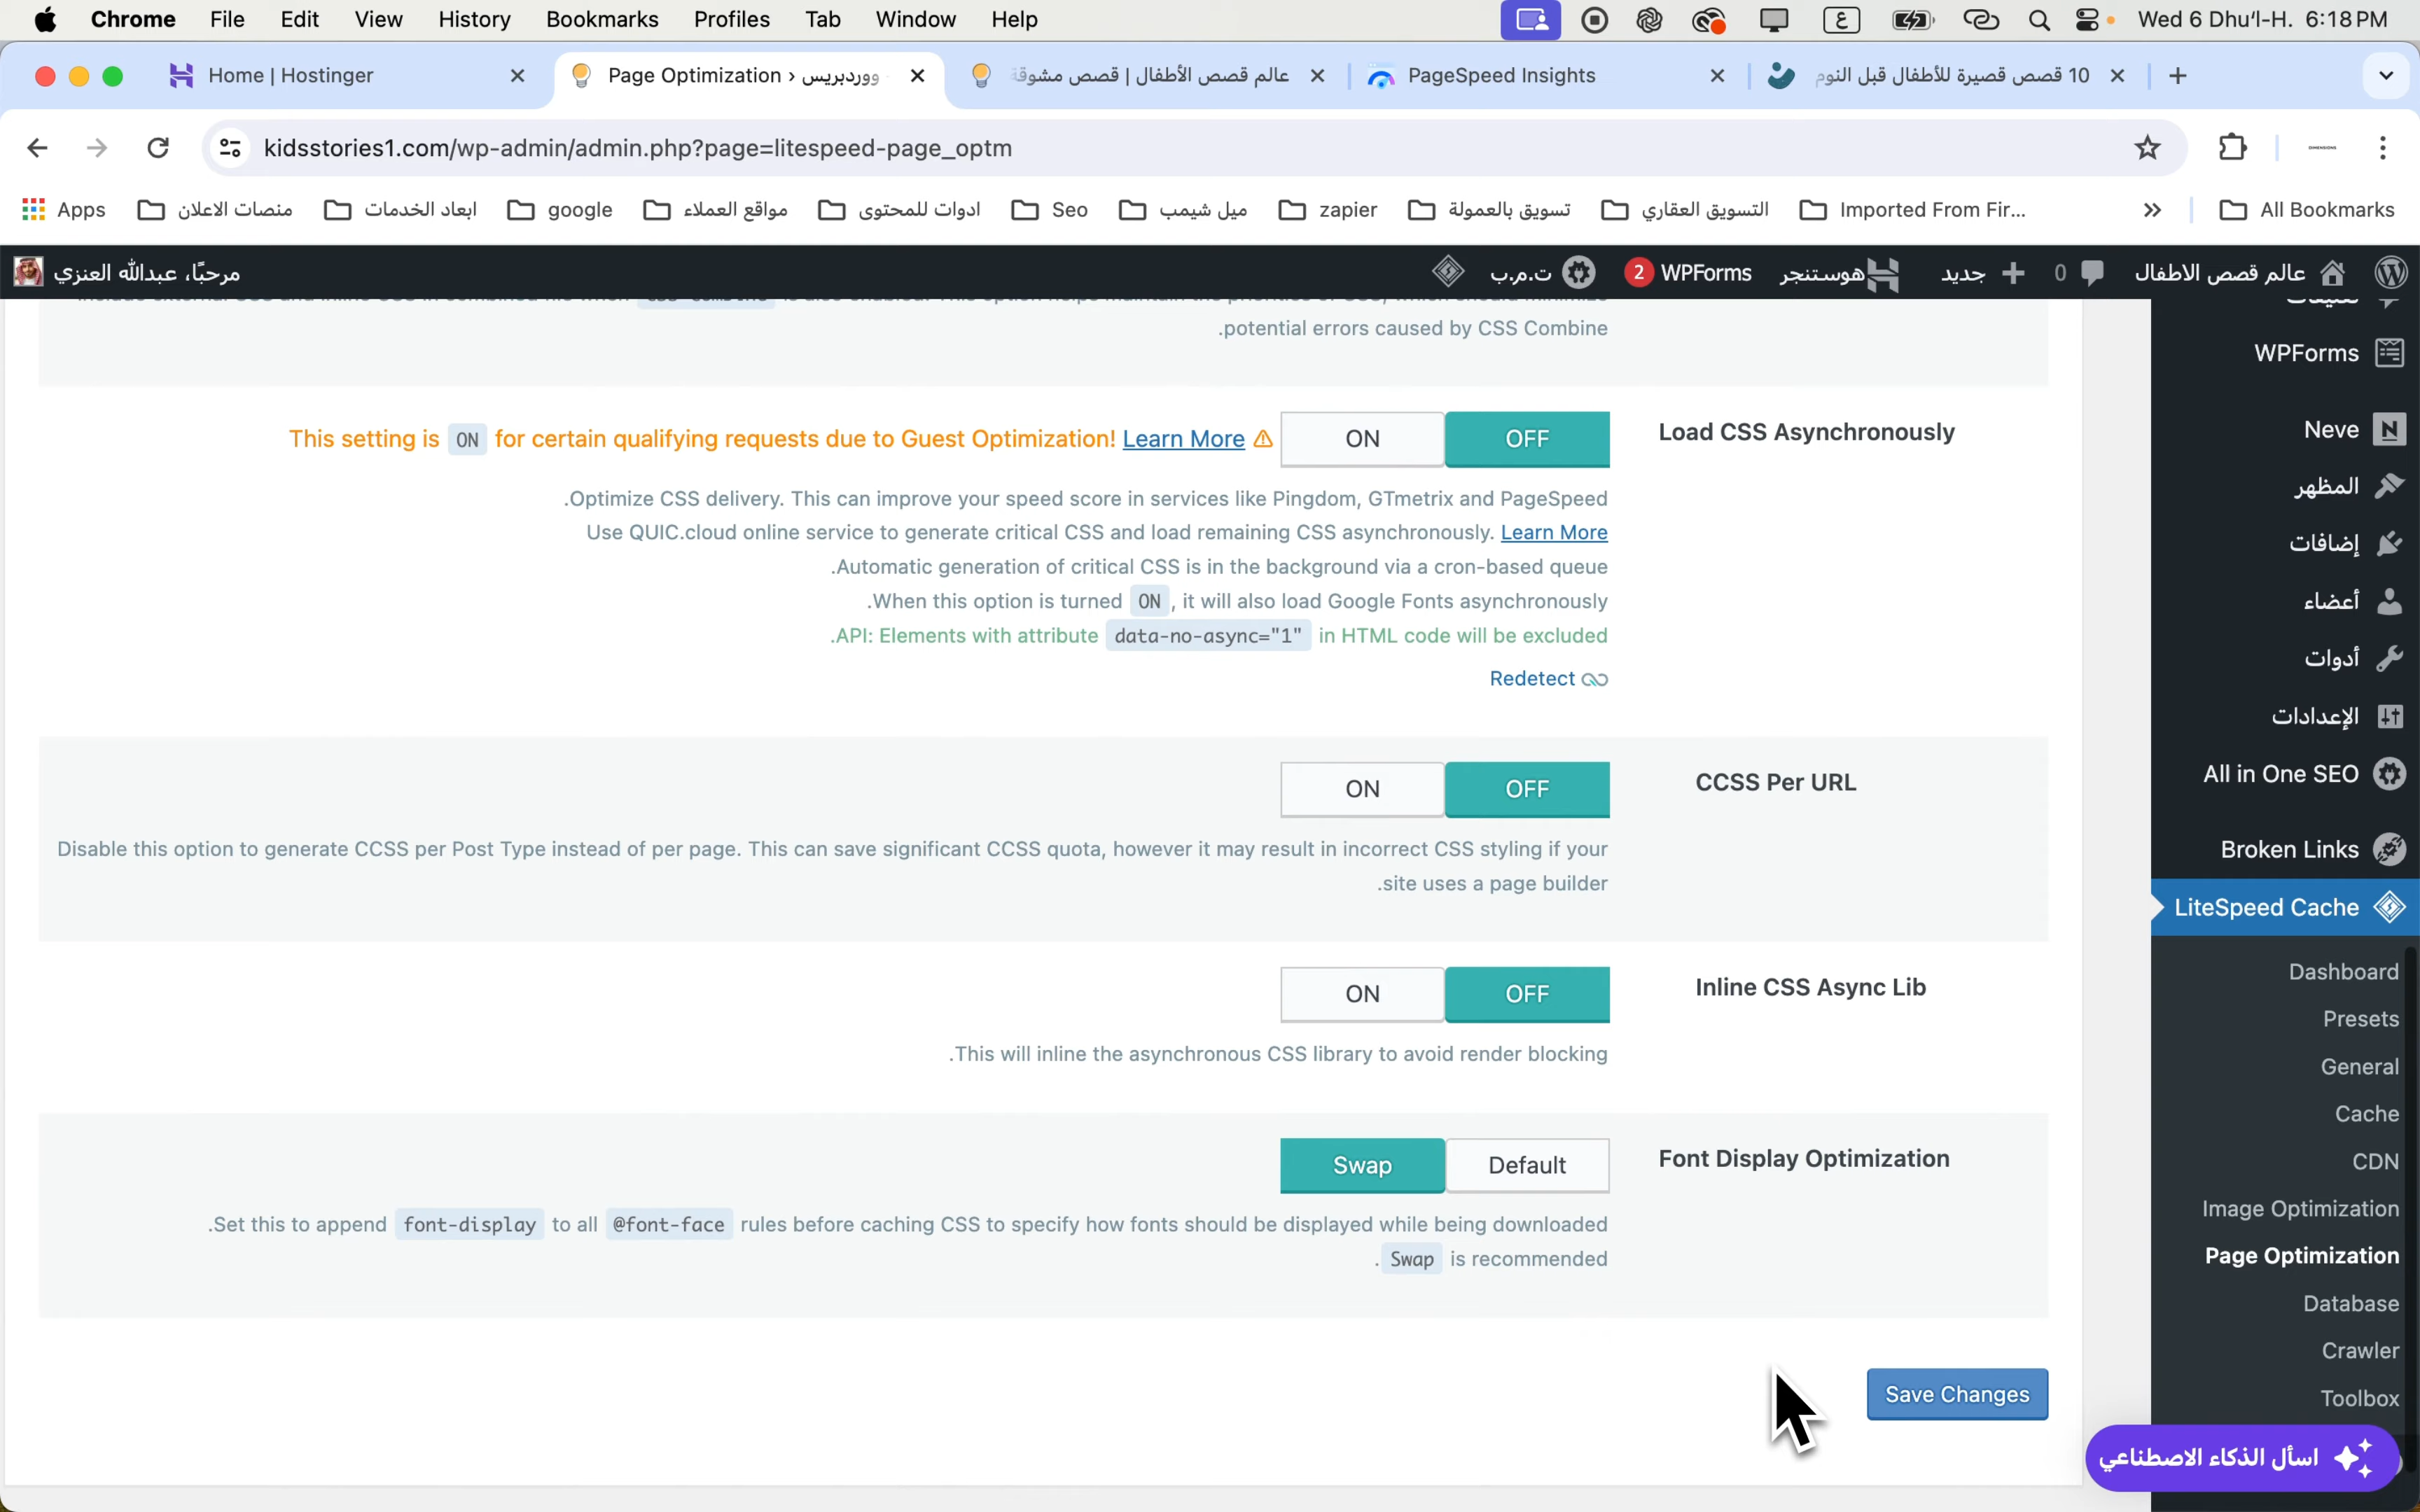 Chrome File Edit View History Bookmarks Profiles Tab Window Help ع Wed 6 Dhuʻl-H. 6:18 PM
Home | Hostinger
Page Optimization › ووردبريس
عالم قصص الأطفال | قصص مشوقة
PageSpeed Insights
10 قصص قصيرة للأطفال قبل النوم
kidsstories1.com/wp-admin/admin.php?page=litespeed-page_optm
DIMENSIONS
Apps منصات الاعلان ابعاد الخدمات google مواقع العملاء ادوات للمحتوى Seo ميل شيمب zapier تسويق بالعمولة التسويق العقاري Imported From Fir... » All Bookmarks
عالم قصص الاطفال 0 جديد هوستنجر WPForms 2 ت.م.ب مرحبًا، عبدالله العنزي
.potential errors caused by CSS Combine
Load CSS Asynchronously
OFF ON
This setting is ON for certain qualifying requests due to Guest Optimization! Learn More
.Optimize CSS delivery. This can improve your speed score in services like Pingdom, GTmetrix and PageSpeed
Use QUIC.cloud online service to generate critical CSS and load remaining CSS asynchronously. Learn More
.Automatic generation of critical CSS is in the background via a cron-based queue
.When this option is turned ON , it will also load Google Fonts asynchronously
.API: Elements with attribute data-no-async="1" in HTML code will be excluded
Redetect
CCSS Per URL
OFF ON
Disable this option to generate CCSS per Post Type instead of per page. This can save significant CCSS quota, however it may result in incorrect CSS styling if your
.site uses a page builder
Inline CSS Async Lib
OFF ON
.This will inline the asynchronous CSS library to avoid render blocking
Font Display Optimization
Default Swap
.Set this to append font-display to all @font-face rules before caching CSS to specify how fonts should be displayed while being downloaded
. Swap is recommended
Save Changes
WPForms
Neve
المظهر
إضافات
أعضاء
أدوات
الإعدادات
All in One SEO
Broken Links
LiteSpeed Cache
Dashboard
Presets
General
Cache
CDN
Image Optimization
Page Optimization
Database
Crawler
Toolbox
اسأل الذكاء الاصطناعي